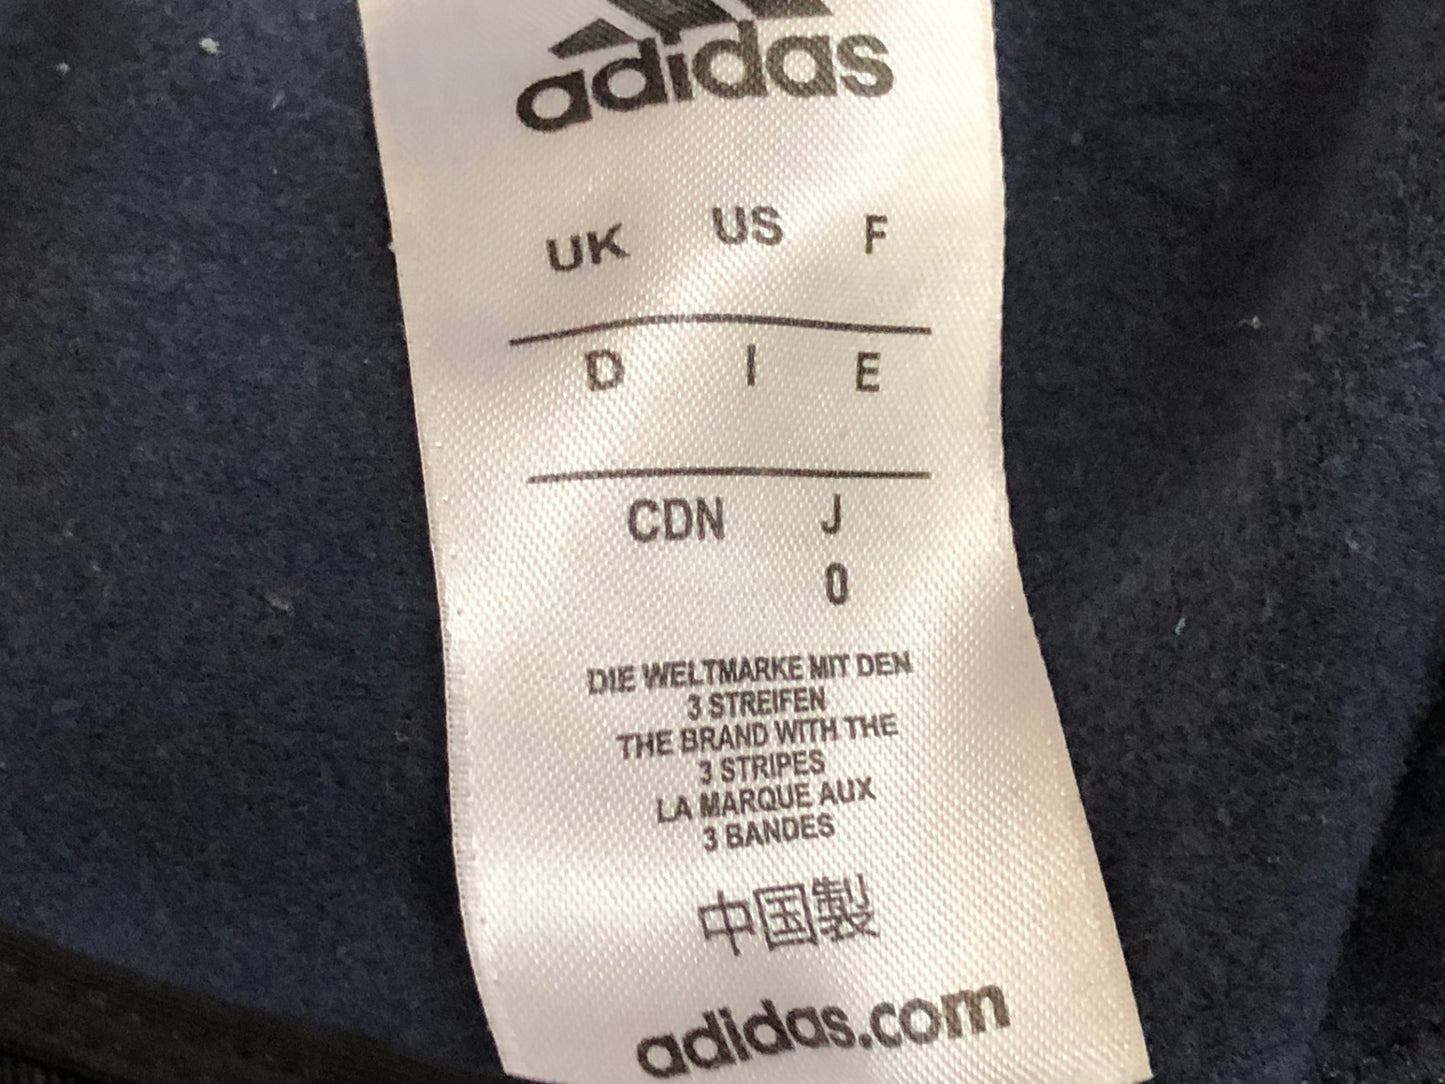 adidas
UK US F
D I E
CDN J
0
DIE WELTMARKE MIT DEN
3 STREIFEN
THE BRAND WITH THE
3 STRIPES
LA MARQUE AUX
3 BANDES
中国製
adidas.com